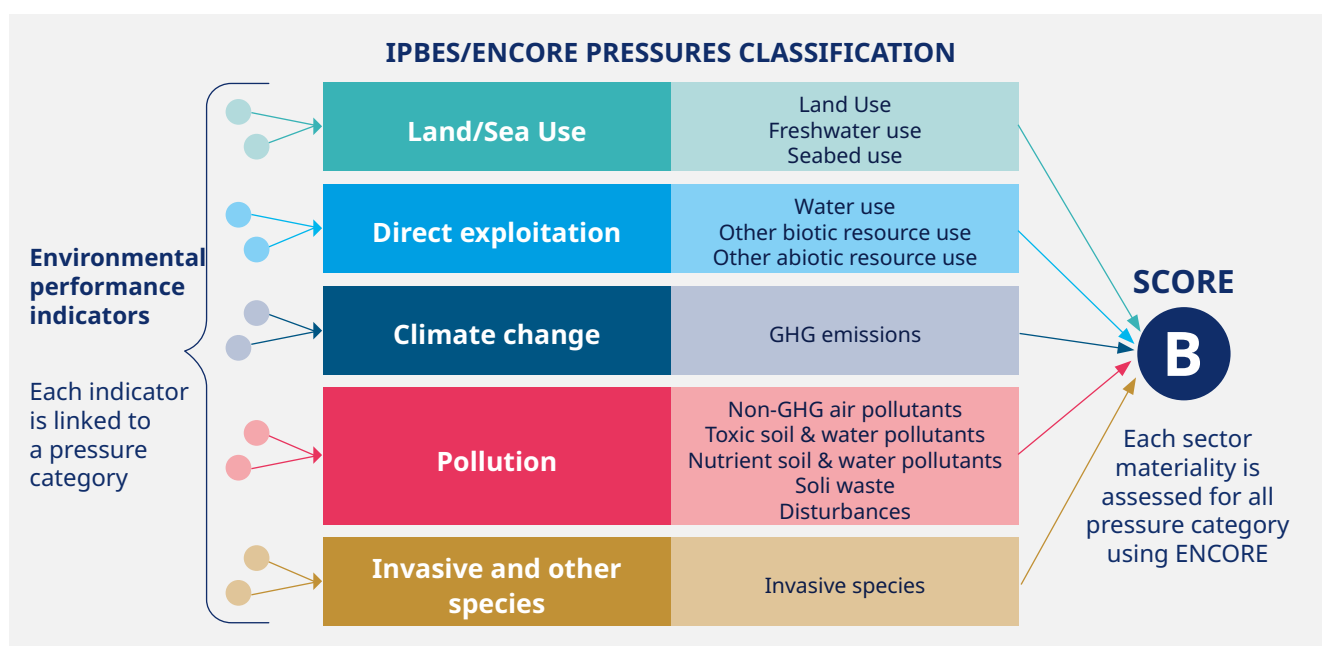 IPBES/ENCORE PRESSURES CLASSIFICATION
Environmental
performance
indicators
Each indicator
is linked to
a pressure
category
Land/Sea Use
Land Use
Freshwater use
Seabed use
Direct exploitation
Water use
Other biotic resource use
Other abiotic resource use
Climate change
GHG emissions
Pollution
Non-GHG air pollutants
Toxic soil & water pollutants
Nutrient soil & water pollutants
Soli waste
Disturbances
Invasive and other
species
Invasive species
SCORE
B
Each sector
materiality is
assessed for all
pressure category
using ENCORE